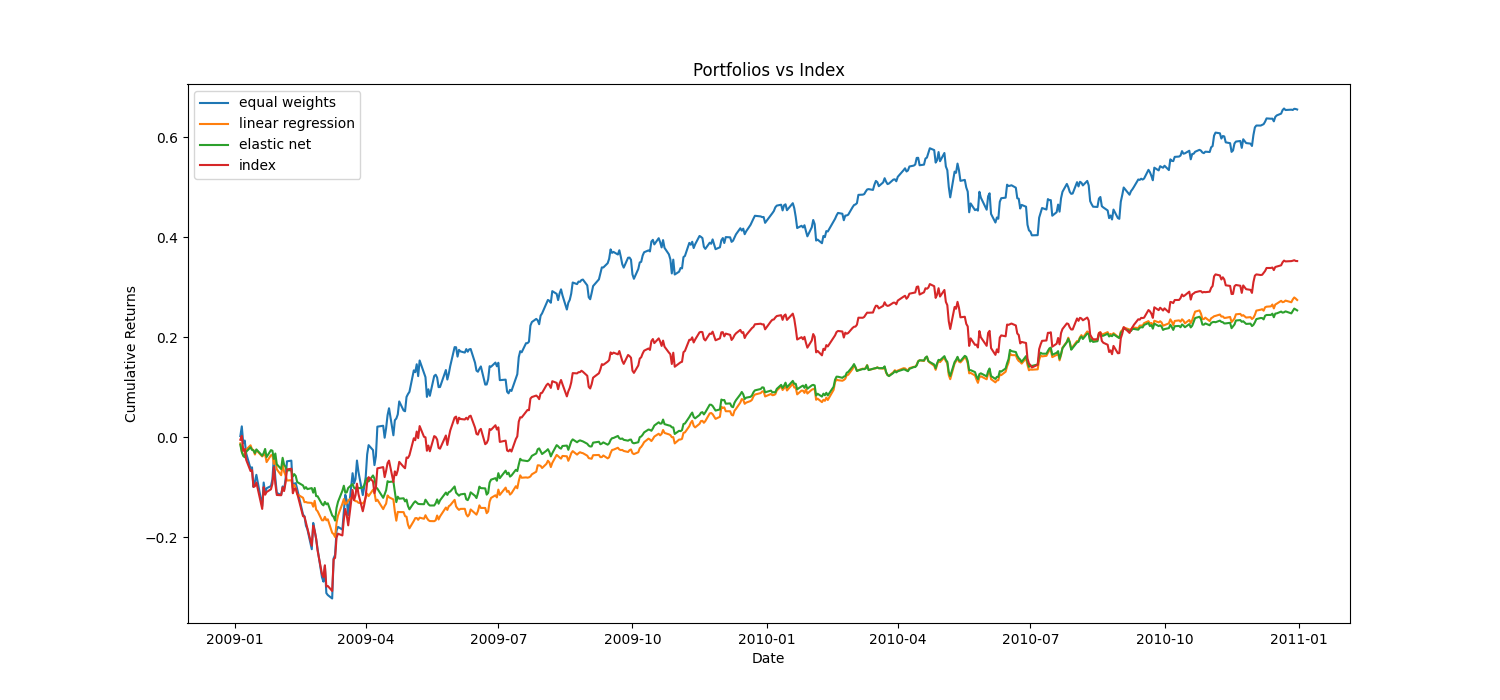 Portfolios vs Index
equal weights
linear regression
elastic net
index
Cumulative Returns
0.6
0.4
0.2
0.0
−0.2
2009-01 2009-04 2009-07 2009-10 2010-01 2010-04 2010-07 2010-10 2011-01
Date